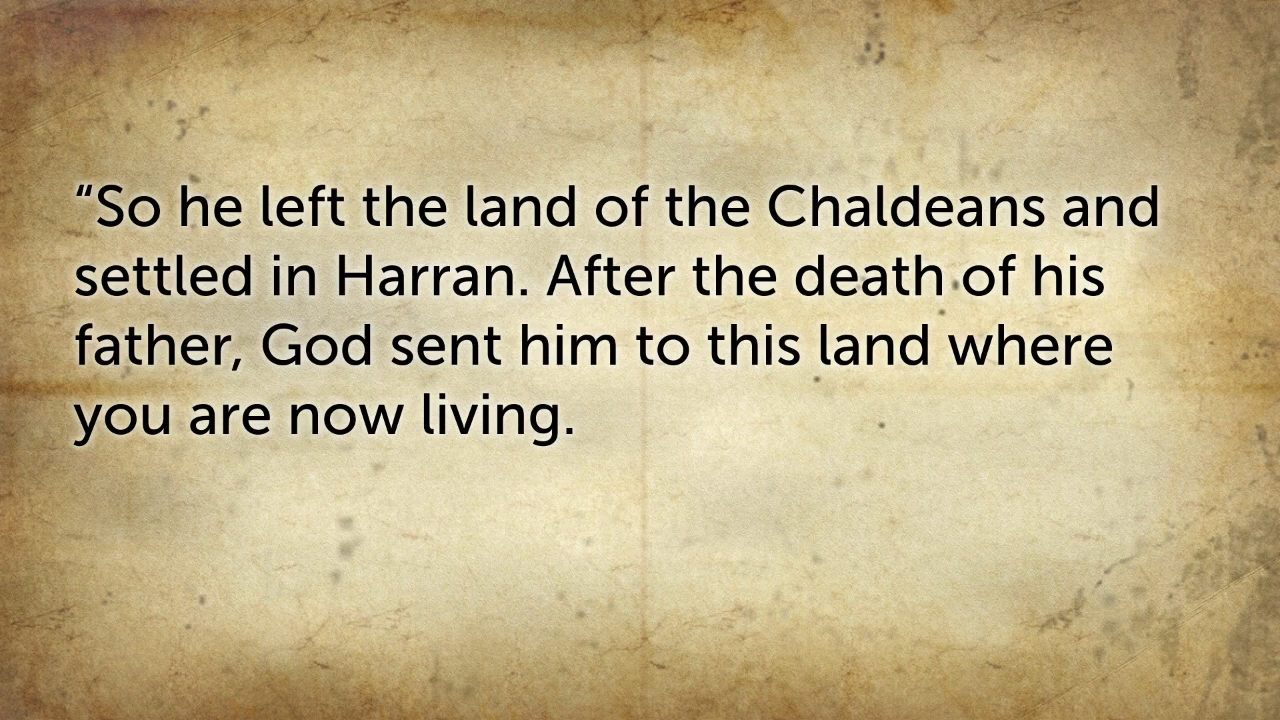 “So he left the land of the Chaldeans and
settled in Harran. After the death of his
father, God sent him to this land where
you are now living.